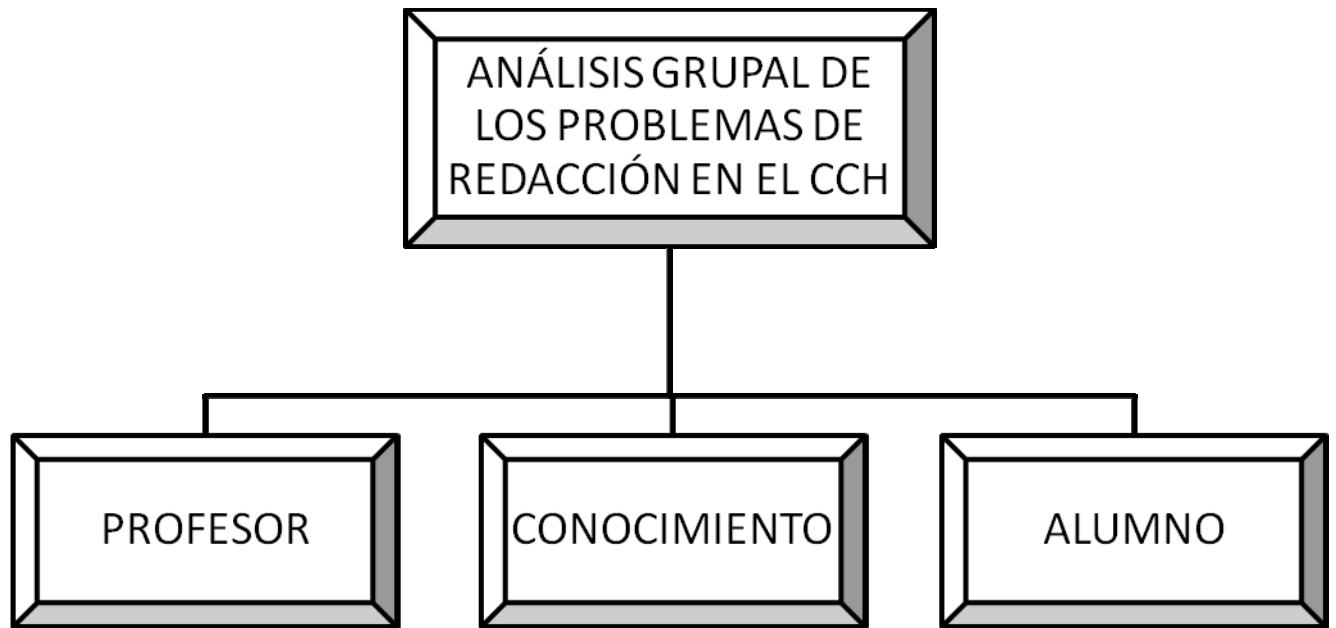 ANÁLISIS GRUPAL DE
LOS PROBLEMAS DE
REDACCIÓN EN EL CCH
PROFESOR
CONOCIMIENTO
ALUMNO